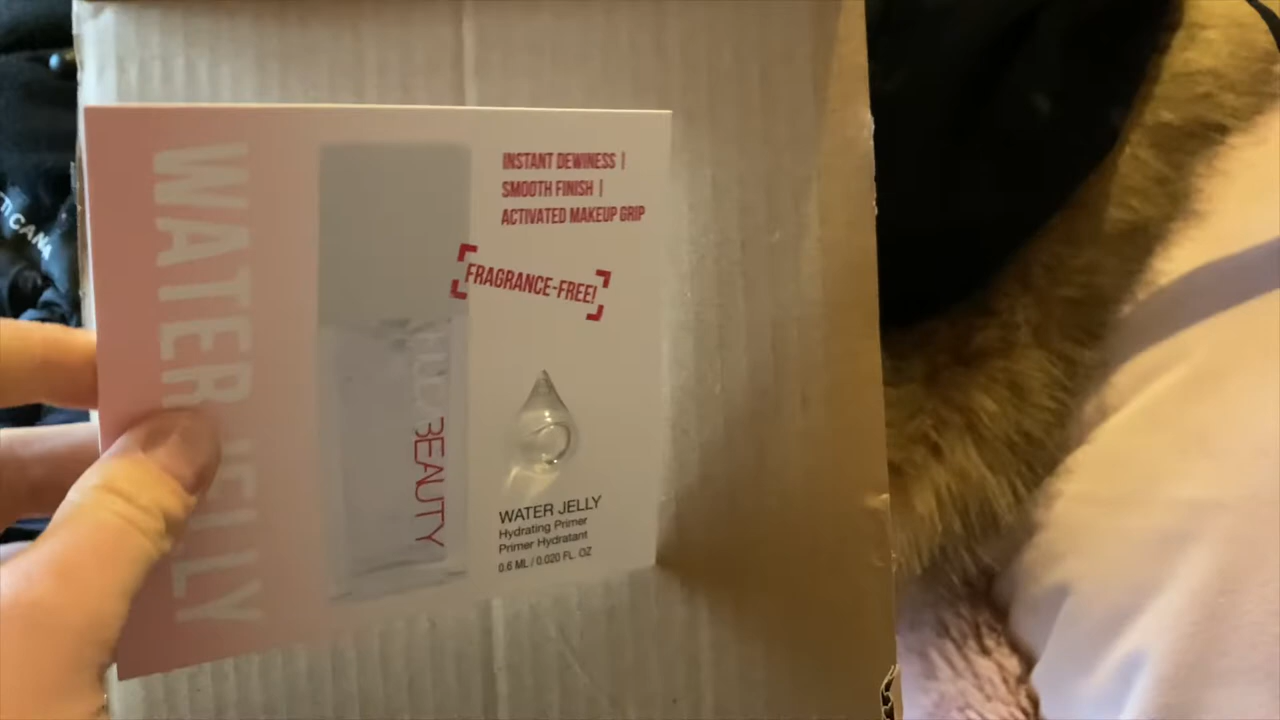 WATER JELLY
INSTANT DEWINESS |
SMOOTH FINISH |
ACTIVATED MAKEUP GRIP
FRAGRANCE-FREE!
BEAUTY
WATER JELLY
Hydrating Primer
Primer Hydratant
0.6 ML / 0.020 FL. OZ